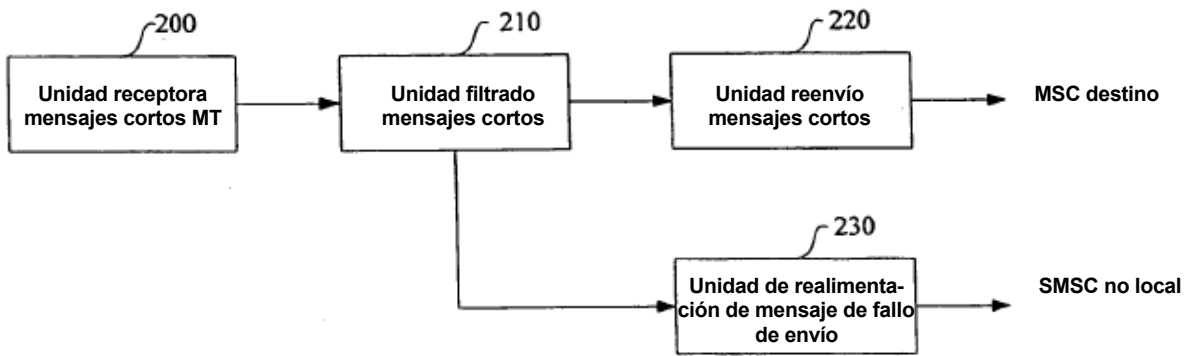 200
210
220
Unidad receptora
mensajes cortos MT
Unidad filtrado
mensajes cortos
Unidad reenvío
mensajes cortos
MSC destino
230
Unidad de realimenta-
ción de mensaje de fallo
de envío
SMSC no local